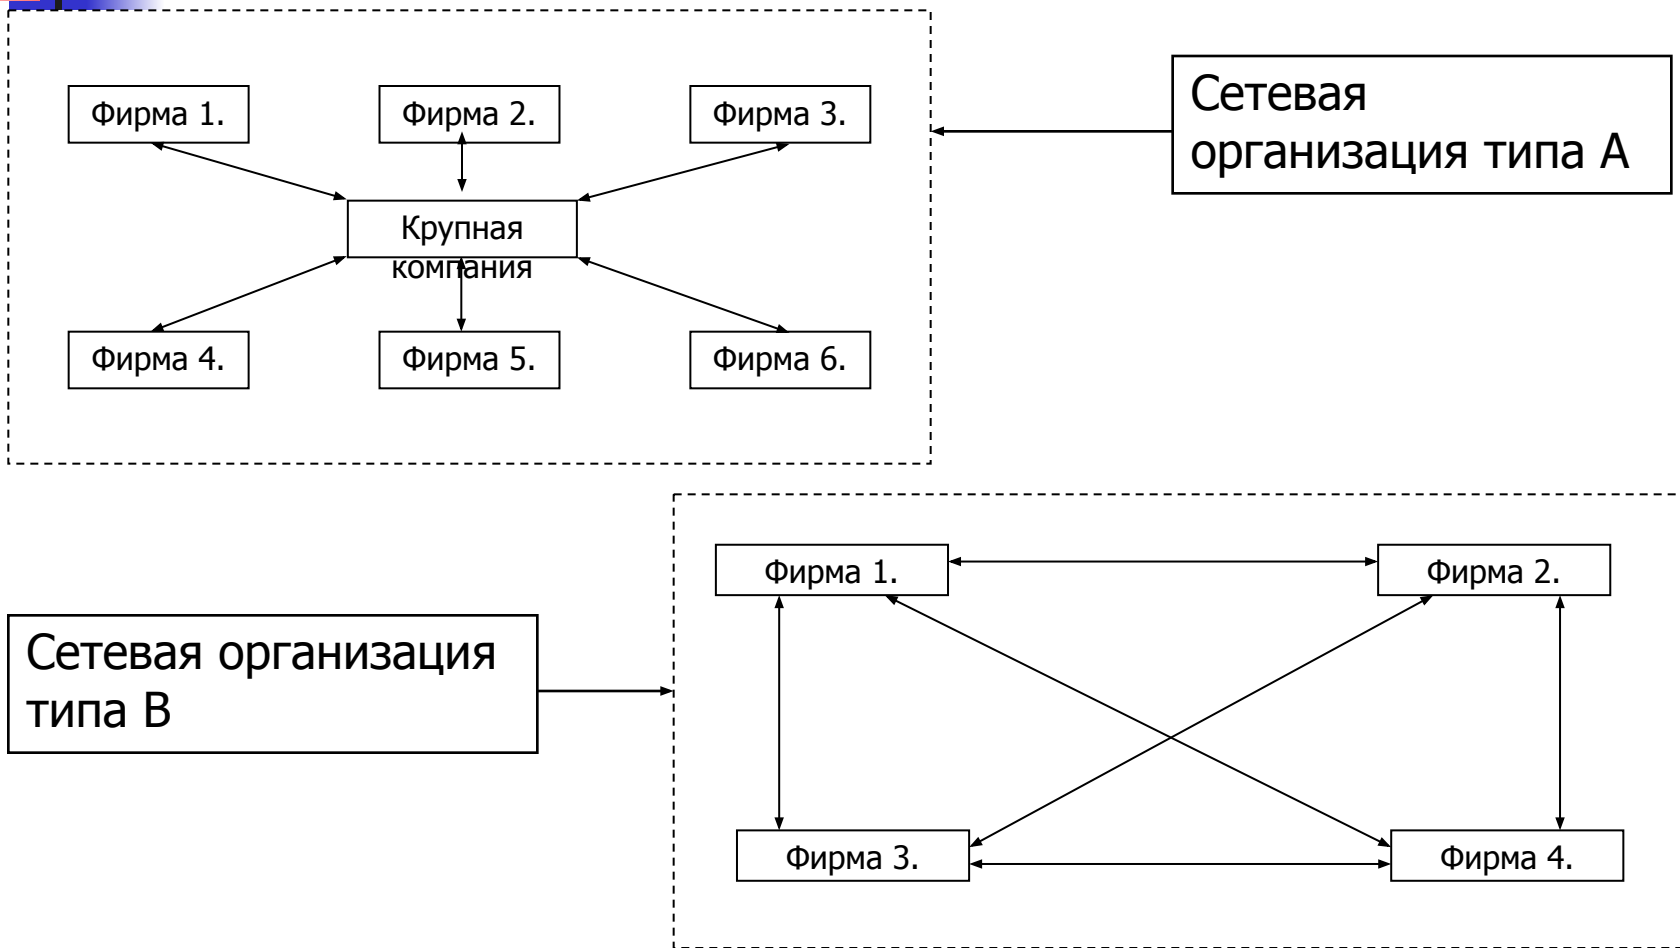 Фирма 1.
Фирма 2.
Фирма 3.
Крупная
компания
Фирма 4.
Фирма 5.
Фирма 6.
Сетевая
организация типа А
Сетевая организация
типа В
Фирма 1.
Фирма 2.
Фирма 3.
Фирма 4.